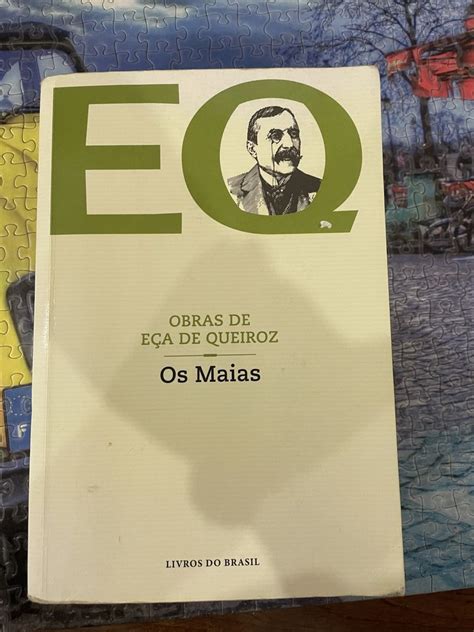 EQ
OBRAS DE
EÇA DE QUEIROZ
Os Maias
LIVROS DO BRASIL